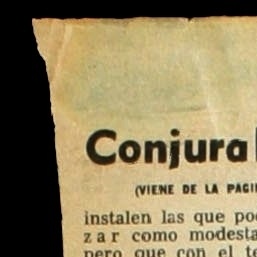 Conjura
(VIENE DE LA PAGI
instalen las que po
zar como modesta
pero que con el te